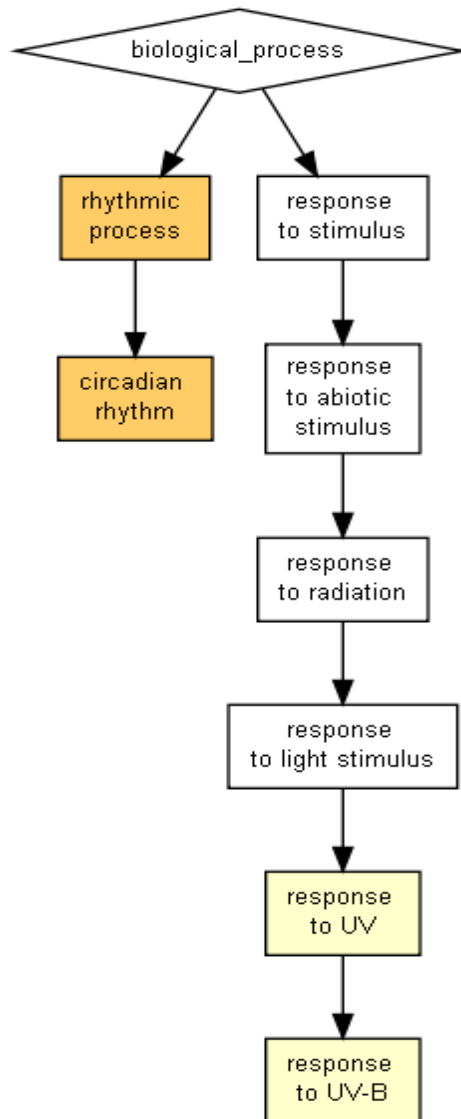 biological_process
rhythmic
process
response
to stimulus
circadian
rhythm
response
to abiotic
stimulus
response
to radiation
response
to light stimulus
response
to UV
response
to UV-B